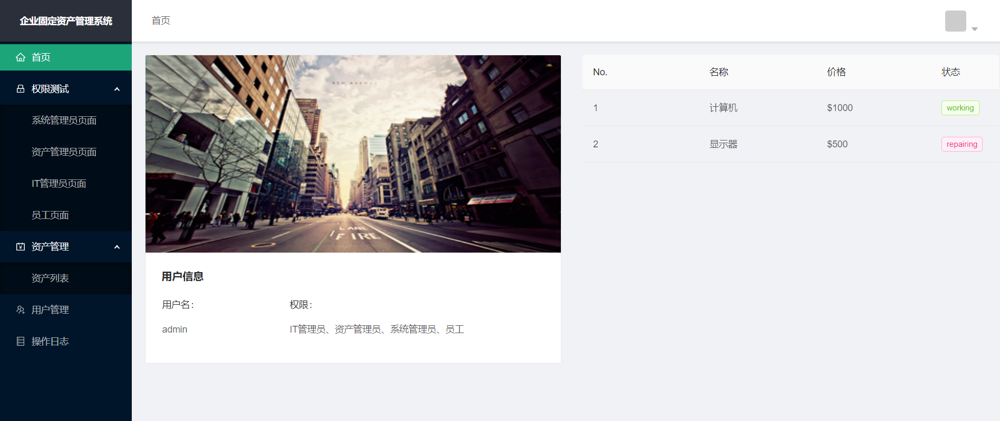 企业固定资产管理系统
首页
首页
权限测试
系统管理员页面
资产管理员页面
IT管理员页面
员工页面
资产管理
资产列表
用户管理
操作日志
5TH AVENUE
LANE
FIRE
用户信息
用户名：
权限：
admin
IT管理员、资产管理员、系统管理员、员工
No. 名称 价格 状态
1 计算机 $1000 working
2 显示器 $500 repairing